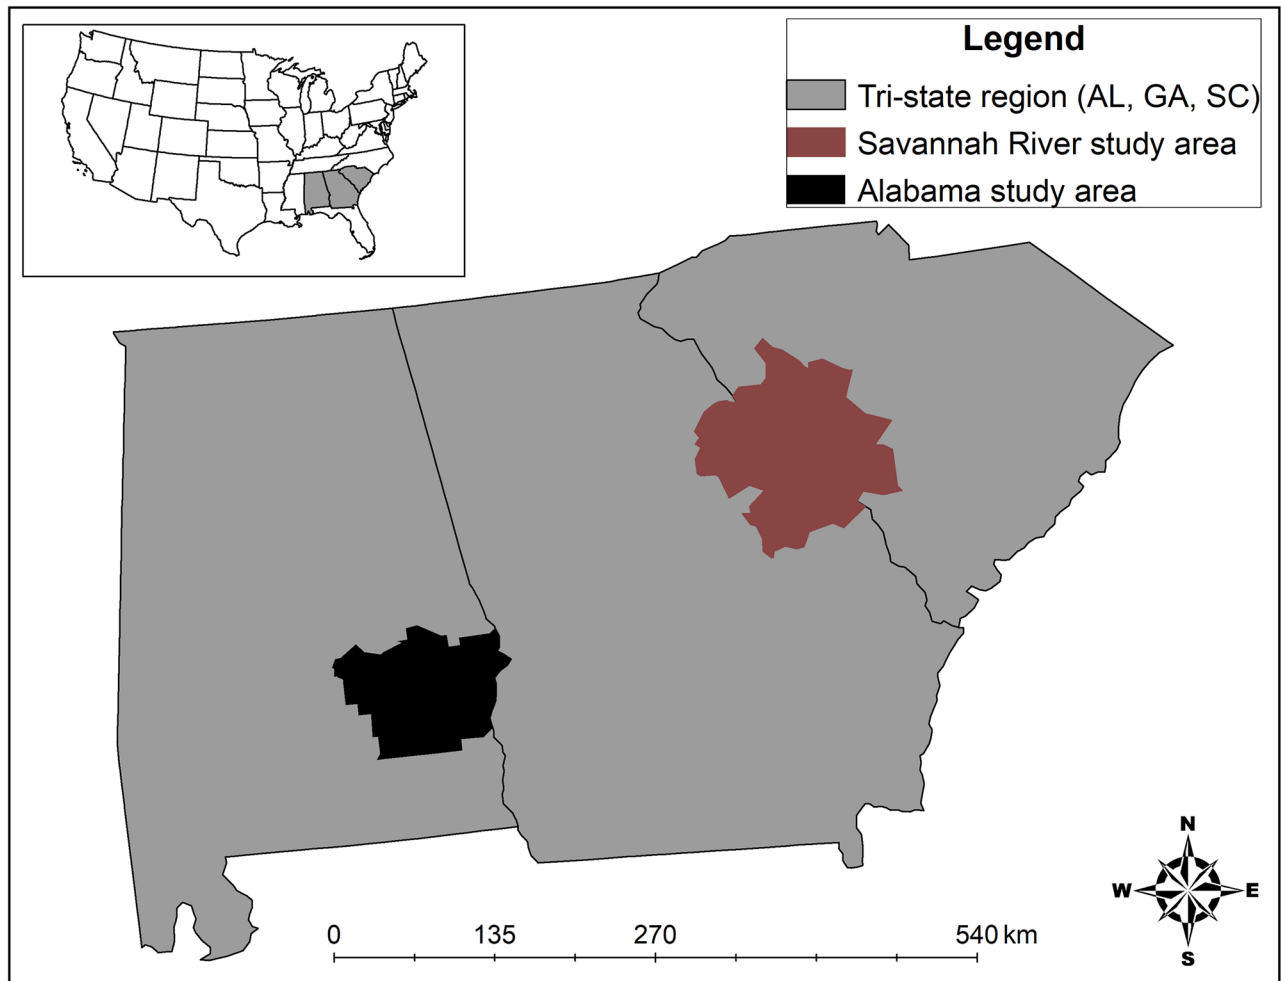 Legend
Tri-state region (AL, GA, SC)
Savannah River study area
Alabama study area
N
W E
S
0 135 270 540 km